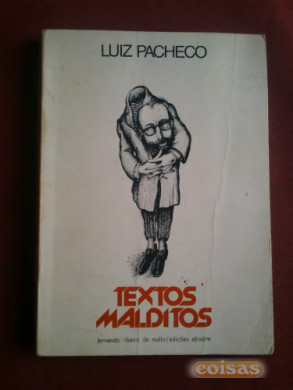 LUIZ PACHECO
TEXTOS
MALDITOS
fernando ribeiro de mello/edições afrodite
coisas